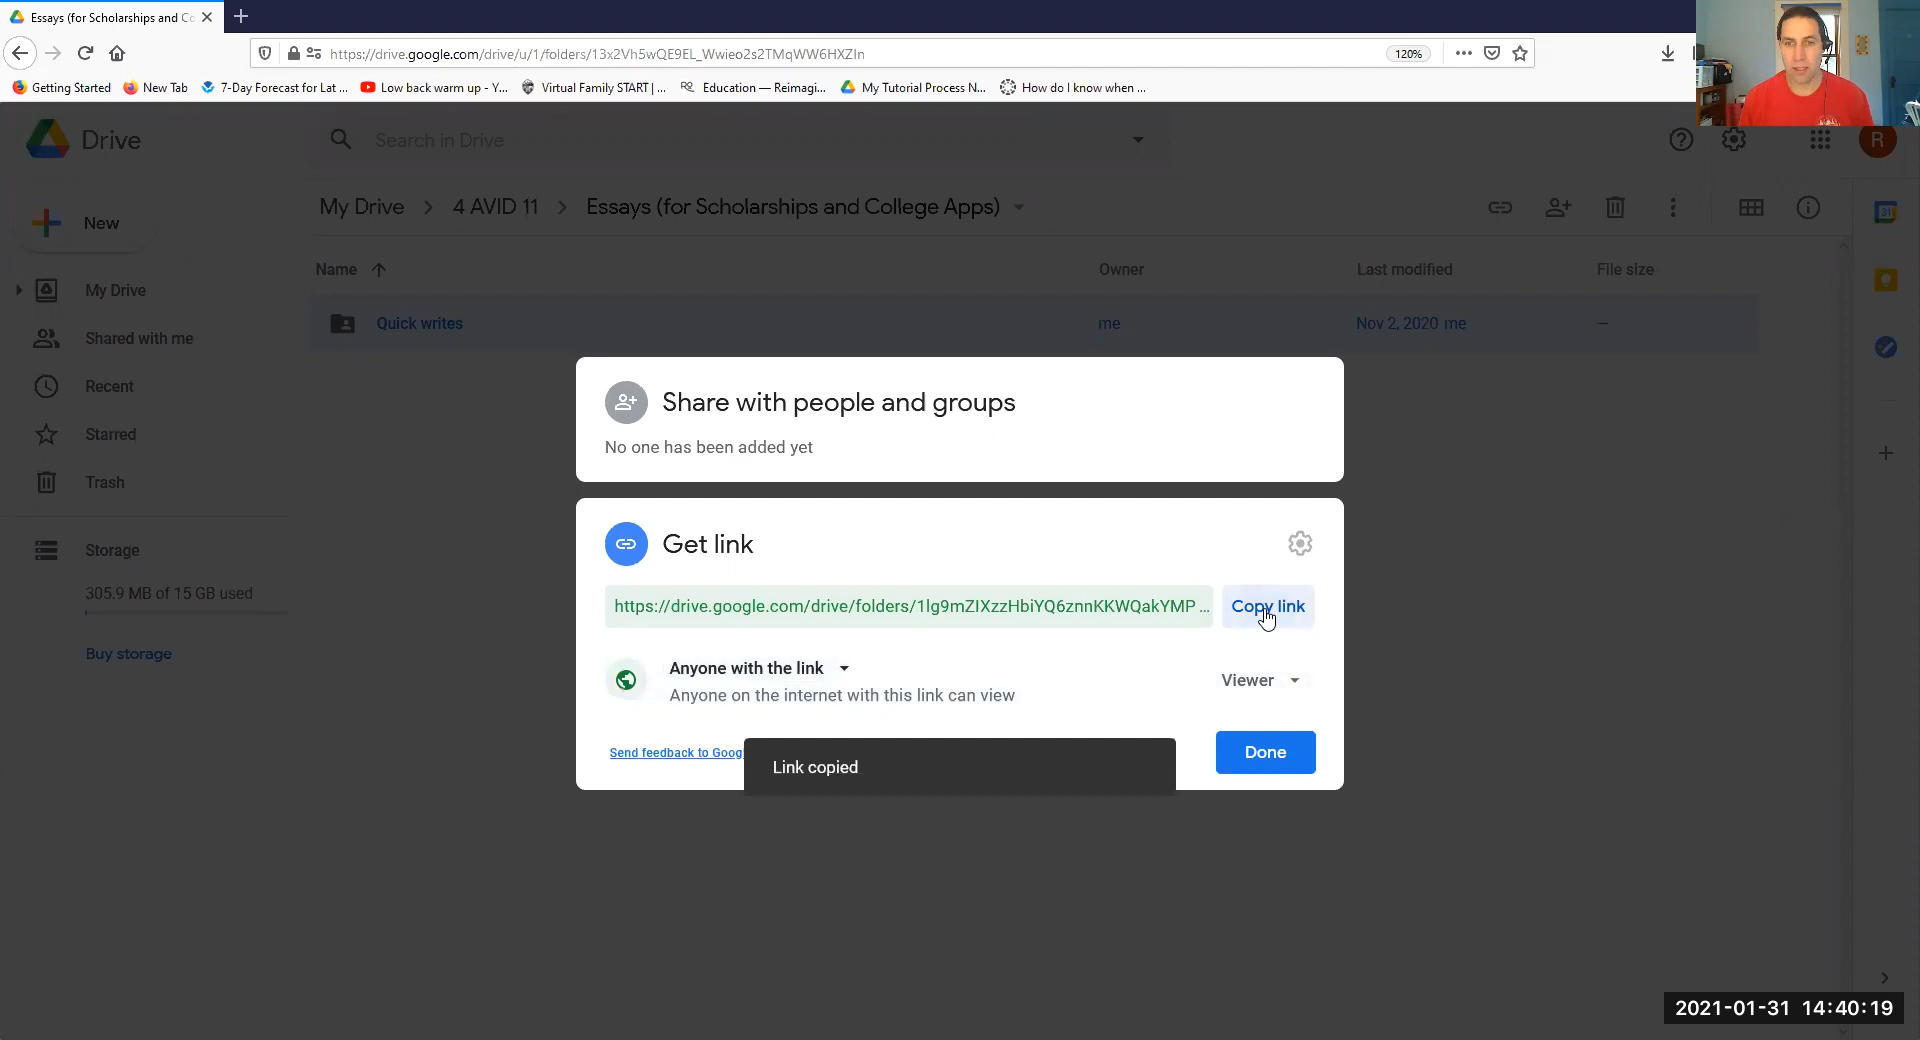 Essays (for Scholarships and Co
https://drive.google.com/drive/u/1/folders/13x2Vh5wQE9EL_Wwieo2s2TMqWW6HXZIn
120%
Getting Started
New Tab
7-Day Forecast for Lat ...
Low back warm up - Y...
Virtual Family START | ...
Education — Reimagi...
My Tutorial Process N...
How do I know when ...
Drive
Search in Drive
R
New
My Drive > 4 AVID 11 > Essays (for Scholarships and College Apps)
31
Name
Owner
Last modified
File size
My Drive
Quick writes
me
Nov 2, 2020 me
—
Shared with me
Recent
Starred
Trash
Storage
305.9 MB of 15 GB used
Buy storage
Share with people and groups
No one has been added yet
Get link
https://drive.google.com/drive/folders/1lg9mZIXzzHbiYQ6znnKKWQakYMP ...
Copy link
Anyone with the link
Anyone on the internet with this link can view
Viewer
Send feedback to Goog
Link copied
Done
2021-01-31 14:40:19